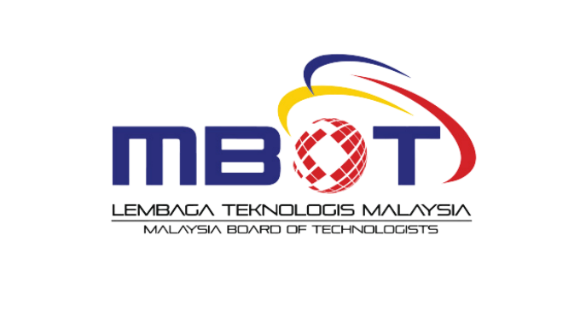 MBOT
LEMBAGA TEKNOLOGIS MALAYSIA
MALAYSIA BOARD OF TECHNOLOGISTS